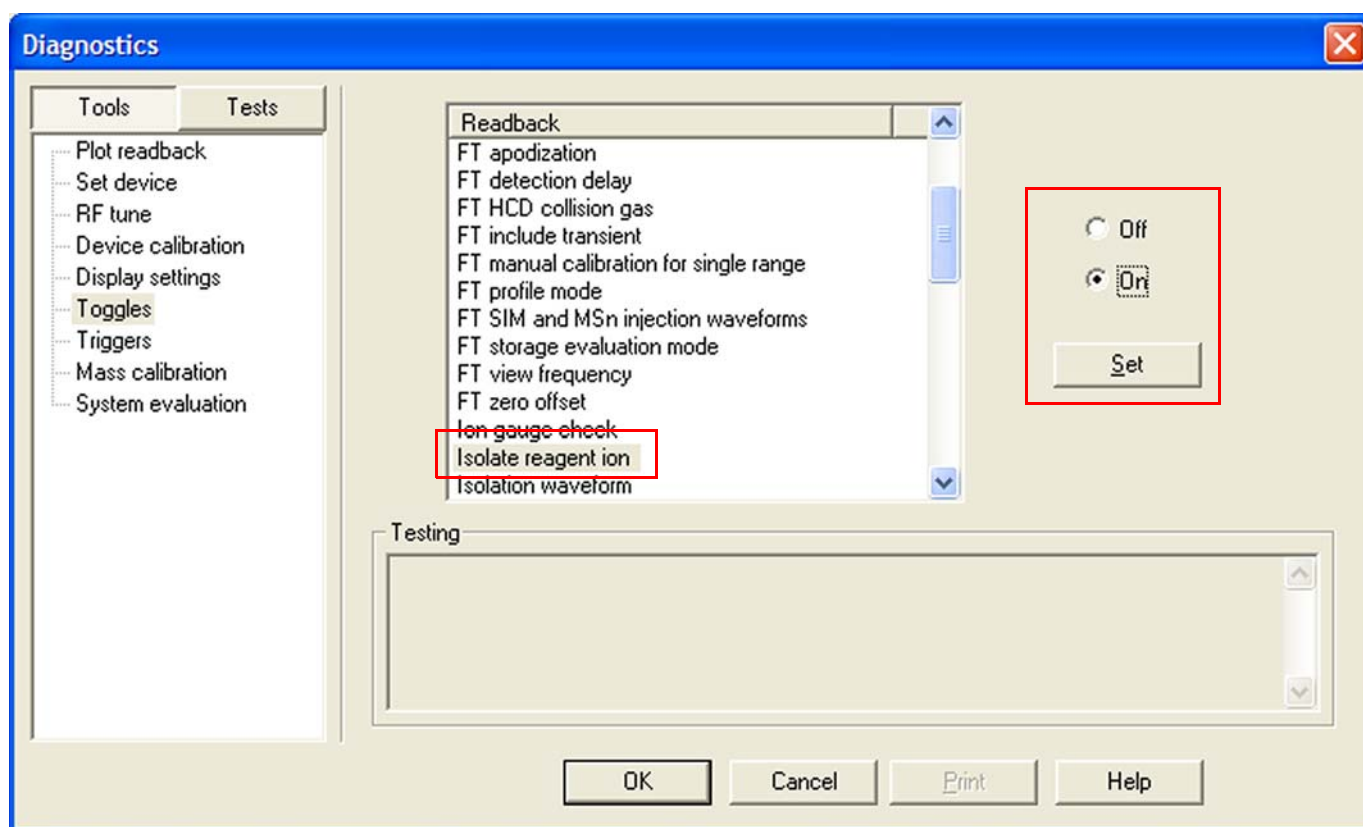 Diagnostics
Tools
Tests
Plot readback
Set device
RF tune
Device calibration
Display settings
Toggles
Triggers
Mass calibration
System evaluation
Readback
FT apodization
FT detection delay
FT HCD collision gas
FT include transient
FT manual calibration for single range
FT profile mode
FT SIM and MSn injection waveforms
FT storage evaluation mode
FT view frequency
FT zero offset
Ion gauge check
Isolate reagent ion
Isolation waveform
Off
On
Set
Testing
OK
Cancel
Print
Help